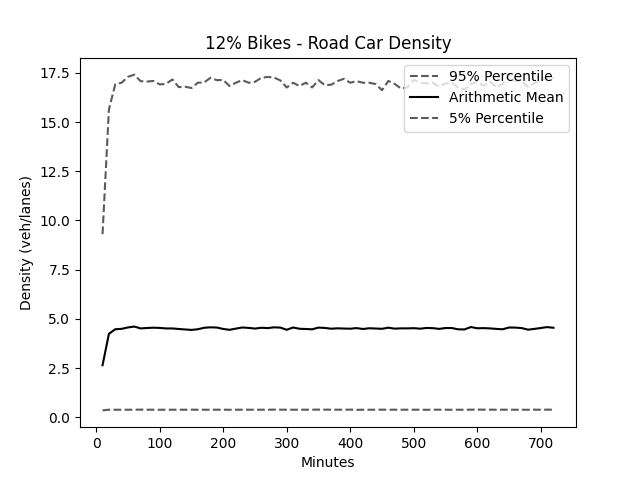 12% Bikes - Road Car Density
95% Percentile
Arithmetic Mean
5% Percentile
Density (veh/lanes)
17.5
15.0
12.5
10.0
7.5
5.0
2.5
0.0
0 100 200 300 400 500 600 700
Minutes